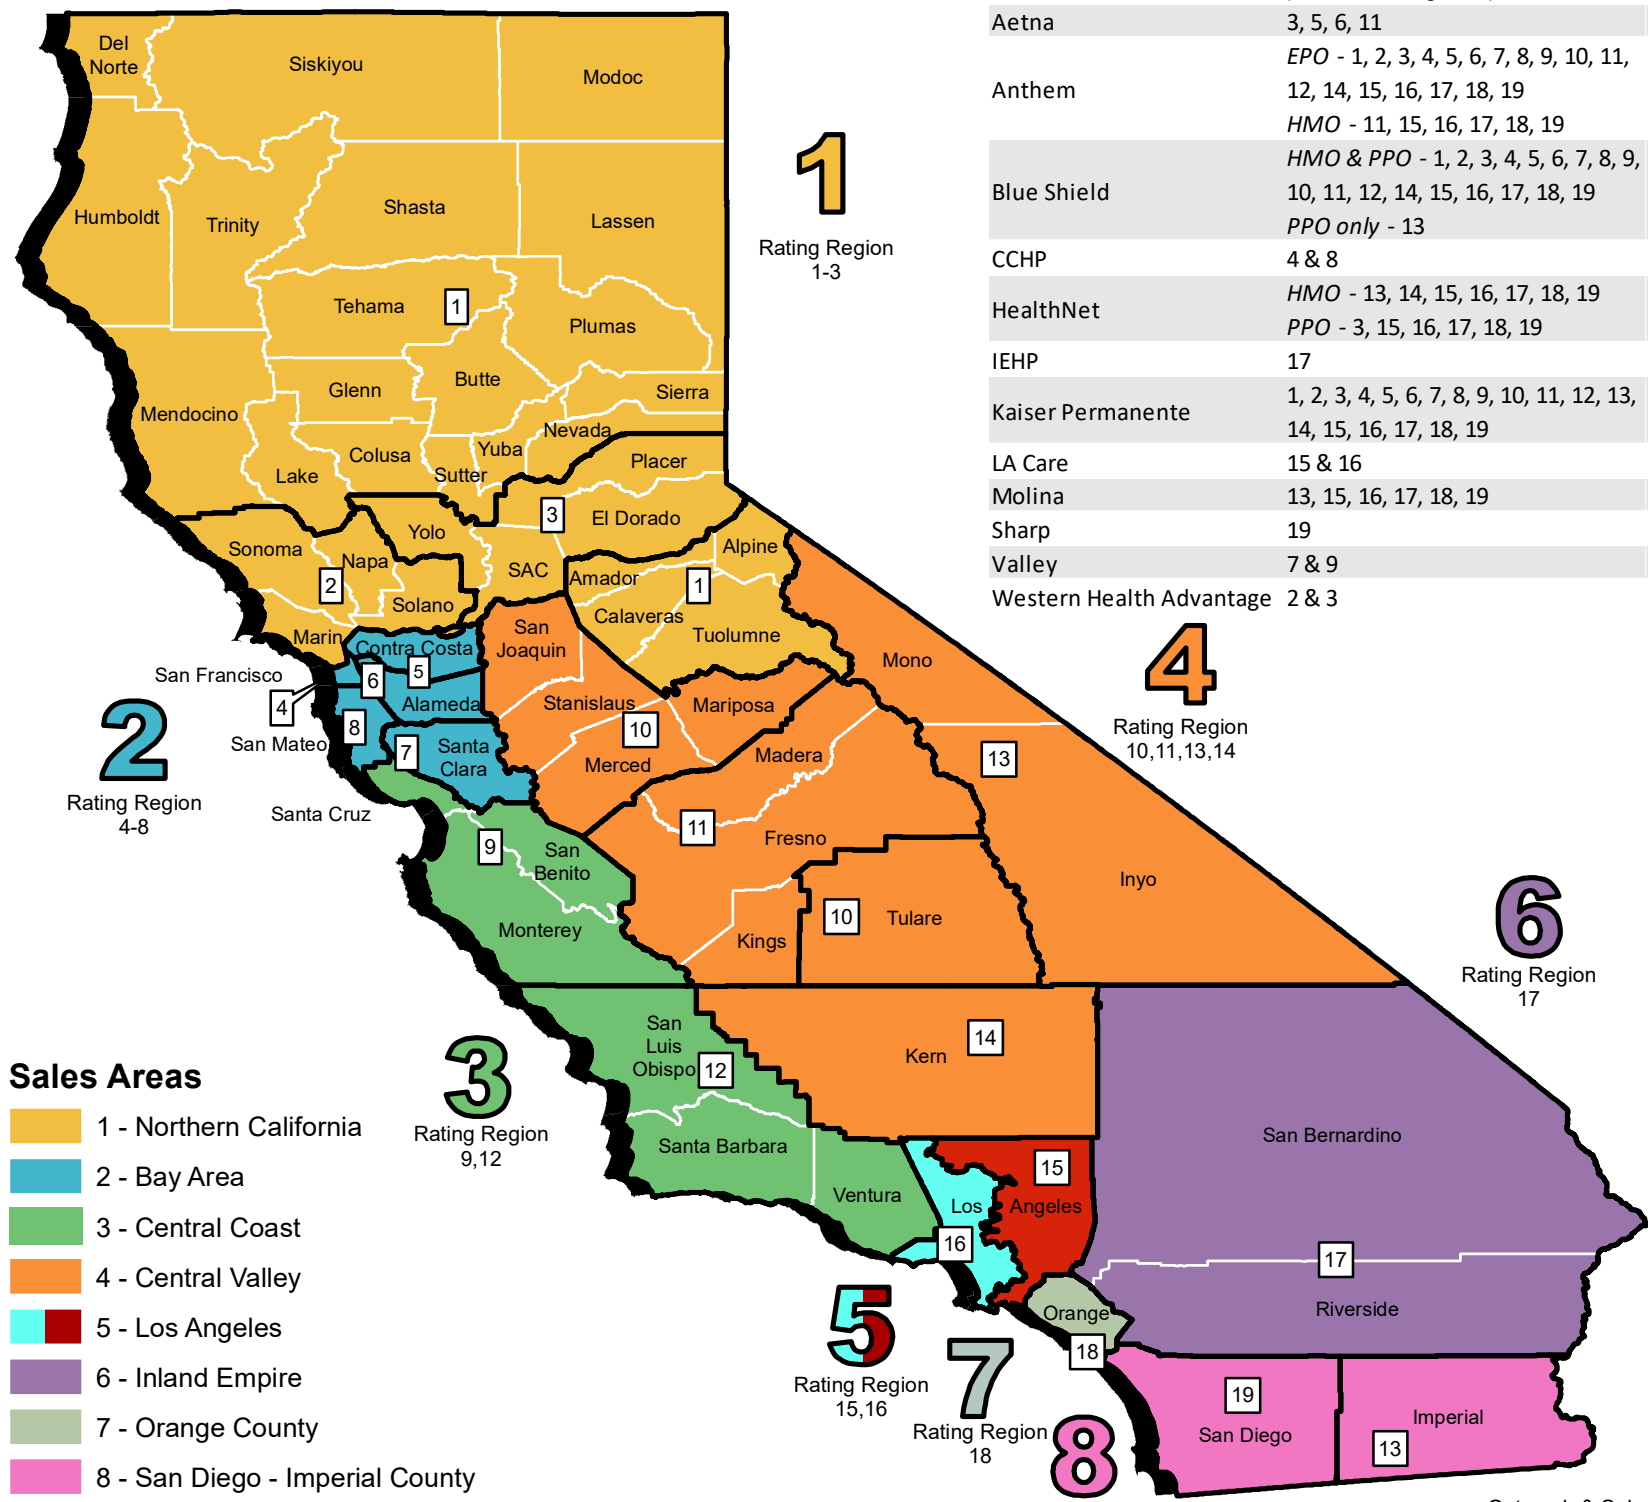 Aetna 3, 5, 6, 11
EPO - 1, 2, 3, 4, 5, 6, 7, 8, 9, 10, 11,
Anthem 12, 14, 15, 16, 17, 18, 19
HMO - 11, 15, 16, 17, 18, 19
HMO & PPO - 1, 2, 3, 4, 5, 6, 7, 8, 9,
Blue Shield 10, 11, 12, 14, 15, 16, 17, 18, 19
PPO only - 13
CCHP 4 & 8
HealthNet HMO - 13, 14, 15, 16, 17, 18, 19
PPO - 3, 15, 16, 17, 18, 19
IEHP 17
Kaiser Permanente 1, 2, 3, 4, 5, 6, 7, 8, 9, 10, 11, 12, 13,
14, 15, 16, 17, 18, 19
LA Care 15 & 16
Molina 13, 15, 16, 17, 18, 19
Sharp 19
Valley 7 & 9
Western Health Advantage 2 & 3
Del
Norte
Siskiyou
Modoc
Humboldt
Trinity
Shasta
Lassen
1
Rating Region
1-3
Tehama
1
Plumas
Glenn
Butte
Sierra
Mendocino
Nevada
Colusa
Yuba
Placer
Lake
Sutter
3
El Dorado
Yolo
Sonoma
Napa
Alpine
SAC
Amador
2
1
Solano
Calaveras
Marin
San
Joaquin
Tuolumne
Contra Costa
Mono
4
Rating Region
10,11,13,14
San Francisco
6
5
4
Alameda
Stanislaus
Mariposa
2
Rating Region
4-8
8
San Mateo
7
Santa
Clara
10
Merced
Madera
13
Santa Cruz
11
Fresno
9
San
Benito
Inyo
10
Tulare
Monterey
Kings
6
Rating Region
17
San
Luis
Obispo
12
14
Kern
3
Rating Region
9,12
Santa Barbara
San Bernardino
15
Ventura
Los
Angeles
16
17
Riverside
Orange
18
5
Rating Region
15,16
7
Rating Region
18
8
19
San Diego
Imperial
13
Sales Areas
1 - Northern California
2 - Bay Area
3 - Central Coast
4 - Central Valley
5 - Los Angeles
6 - Inland Empire
7 - Orange County
8 - San Diego - Imperial County